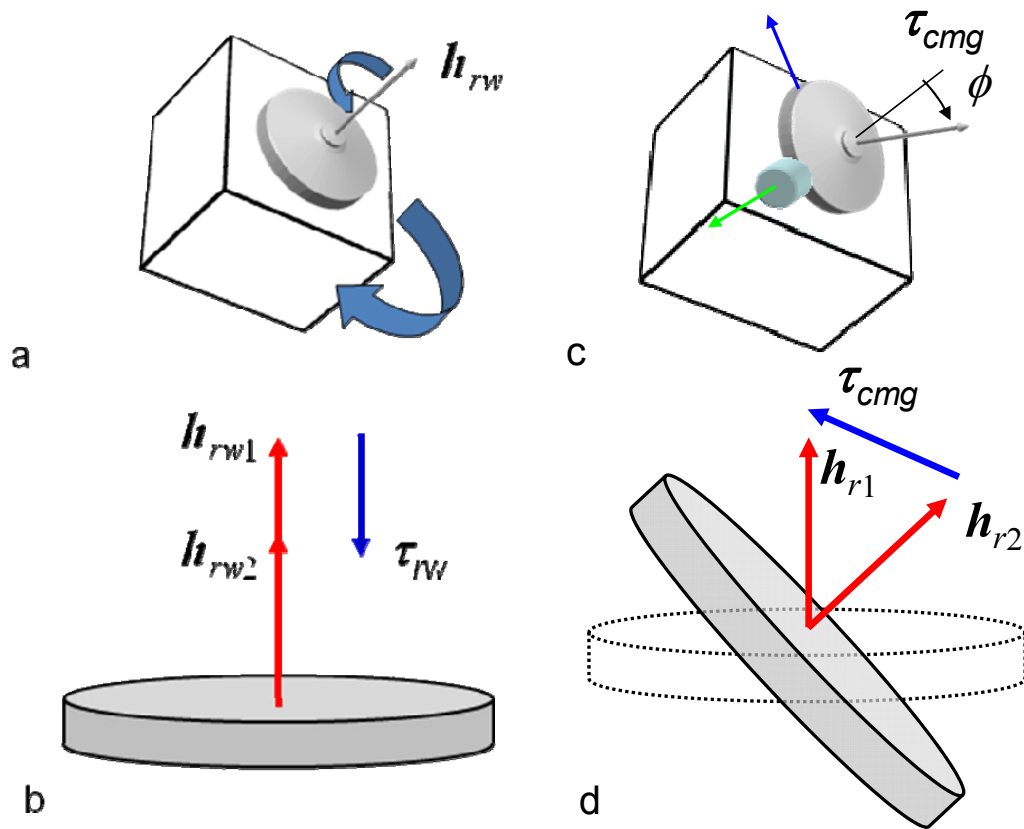 h_rw
a
τ_cmg
ϕ
c
h_rw1
h_rw2
τ_rw
b
τ_cmg
h_r1
h_r2
d